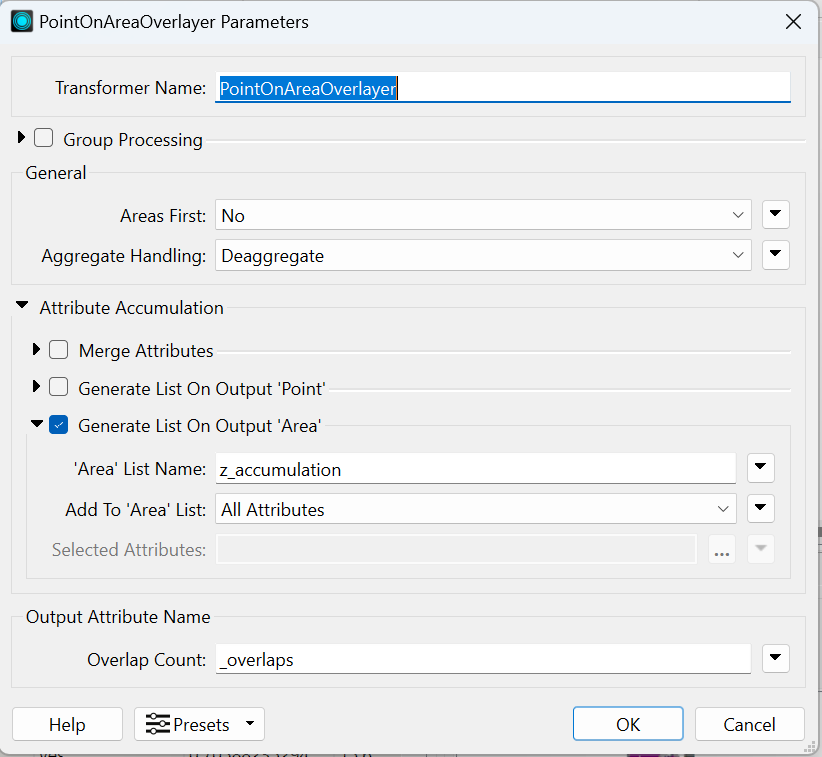 PointOnAreaOverlayer Parameters
Transformer Name: PointOnAreaOverlayer
Group Processing
General
Areas First: No
Aggregate Handling: Deaggregate
Attribute Accumulation
Merge Attributes
Generate List On Output 'Point'
Generate List On Output 'Area'
'Area' List Name: z_accumulation
Add To 'Area' List: All Attributes
Selected Attributes: ...
Output Attribute Name
Overlap Count: _overlaps
Help Presets OK Cancel